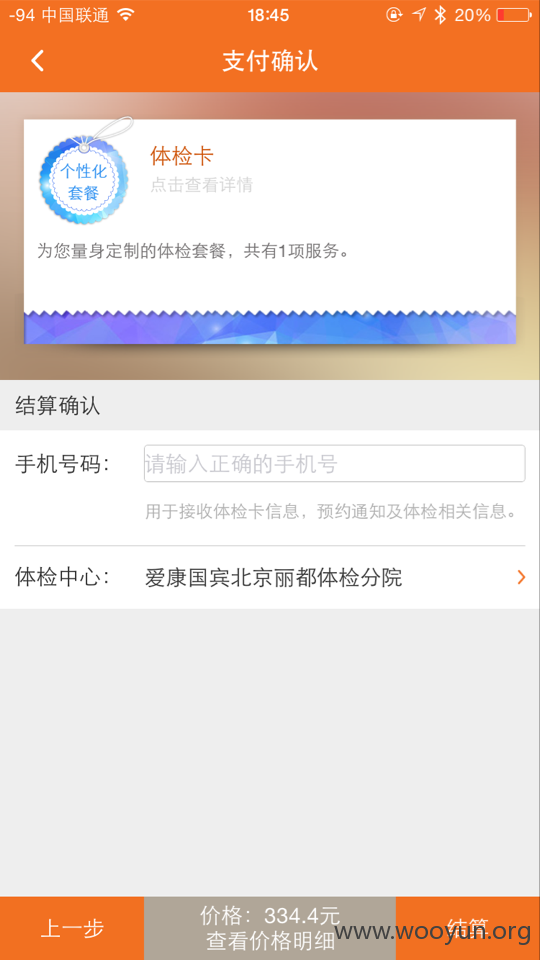 -94 中国联通 18:45 20%
支付确认
个性化
套餐
体检卡
点击查看详情
为您量身定制的体检套餐，共有1项服务。
结算确认
手机号码： 请输入正确的手机号
用于接收体检卡信息，预约通知及体检相关信息。
体检中心： 爱康国宾北京丽都体检分院
上一步
价格：334.4元
查看价格明细
结算
www.wooyun.org